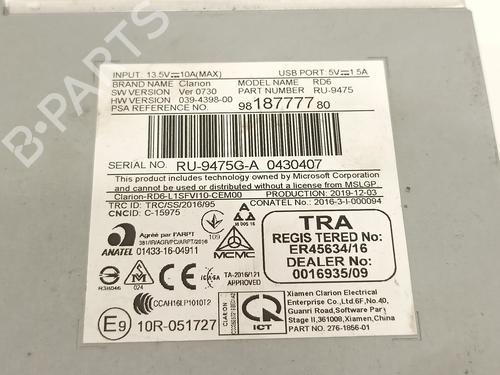 INPUT: 13.5V⎓10A(MAX) USB PORT: 5V⎓1.5A
BRAND NAME Clarion MODEL NAME RD6
SW VERSION Ver 0730 PART NUMBER RU-9475
HW VERSION 039-4398-00
PSA REFERENCE NO. 9818777780
SERIAL NO. RU-9475G-A 0430407
This product includes technology owned by Microsoft Corporation
and cannot be used or distributed without a license from MSLGP
Clarion-RD6-L1SFVI10-CEM00 PRODUCTION: 2019-12-03
TRC ID: TRC/SS/2016/95 CONATEL No: 2016-3-I-000094
CNCID: C-15975
TRA
REGIS TERED No:
ER45634/16
DEALER No:
0016935/09
Agréé par l'ARPT
ANATEL 01433-16-04911
109
MCMC
TA-2016/121
APPROVED
024
CCAH16LP1010T2
E9 10R-051727
CLARION
QCT
Xiamen Clarion Electrical
Enterprise Co., Ltd.6F,No.4D,
Guanri Road,Software Park
Stage II,361008,Xiamen,China
PART NO. 276-1856-01
B-PARTS